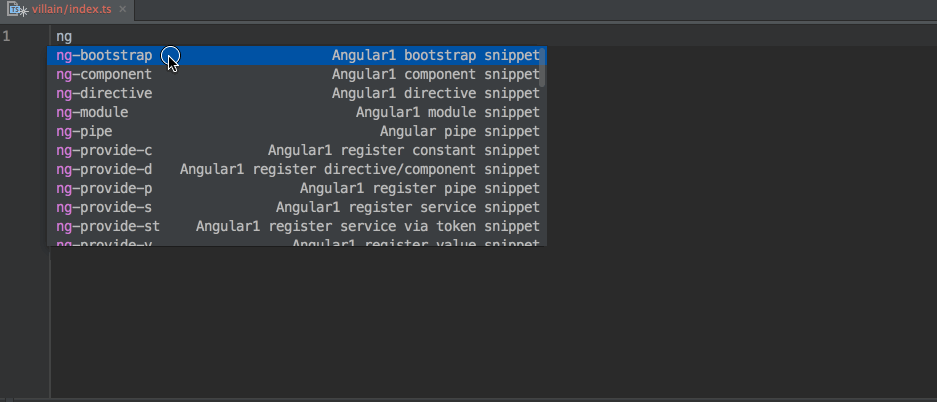 TS villain/index.ts ×
1 ng
ng-bootstrap Angular1 bootstrap snippet
ng-component Angular1 component snippet
ng-directive Angular1 directive snippet
ng-module Angular1 module snippet
ng-pipe Angular pipe snippet
ng-provide-c Angular1 register constant snippet
ng-provide-d Angular1 register directive/component snippet
ng-provide-p Angular1 register pipe snippet
ng-provide-s Angular1 register service snippet
ng-provide-st Angular1 register service via token snippet
ng-provide-v Angular1 register value snippet